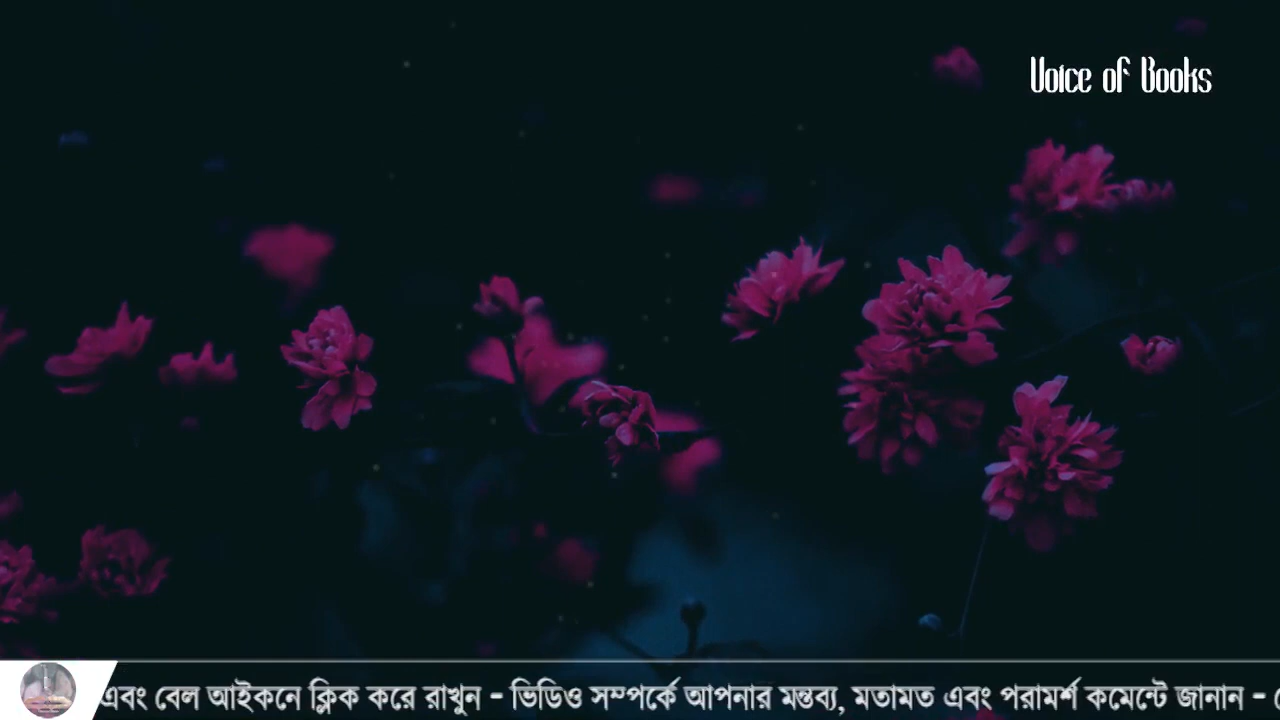 Voice of Books
এবং বেল আইকনে ক্লিক করে রাখুন - ভিডিও সম্পর্কে আপনার মন্তব্য, মতামত এবং পরামর্শ কমেন্টে জানান -